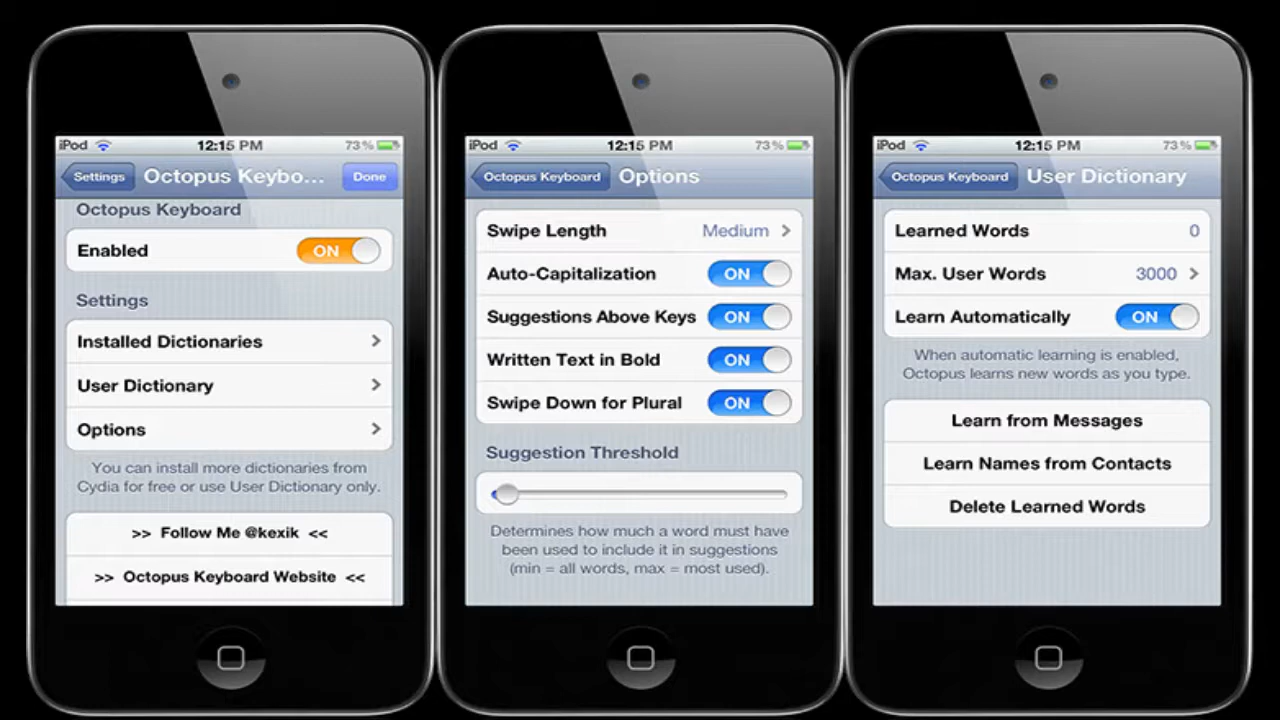 iPod 12:15 PM 73%
Settings Octopus Keybo... Done
Octopus Keyboard
Enabled ON
Settings
Installed Dictionaries
User Dictionary
Options
You can install more dictionaries from
Cydia for free or use User Dictionary only.
>> Follow Me @kexik <<
>> Octopus Keyboard Website <<
iPod 12:15 PM 73%
Octopus Keyboard Options
Swipe Length Medium
Auto-Capitalization ON
Suggestions Above Keys ON
Written Text in Bold ON
Swipe Down for Plural ON
Suggestion Threshold
Determines how much a word must have
been used to include it in suggestions
(min = all words, max = most used).
iPod 12:15 PM 73%
Octopus Keyboard User Dictionary
Learned Words 0
Max. User Words 3000
Learn Automatically ON
When automatic learning is enabled,
Octopus learns new words as you type.
Learn from Messages
Learn Names from Contacts
Delete Learned Words